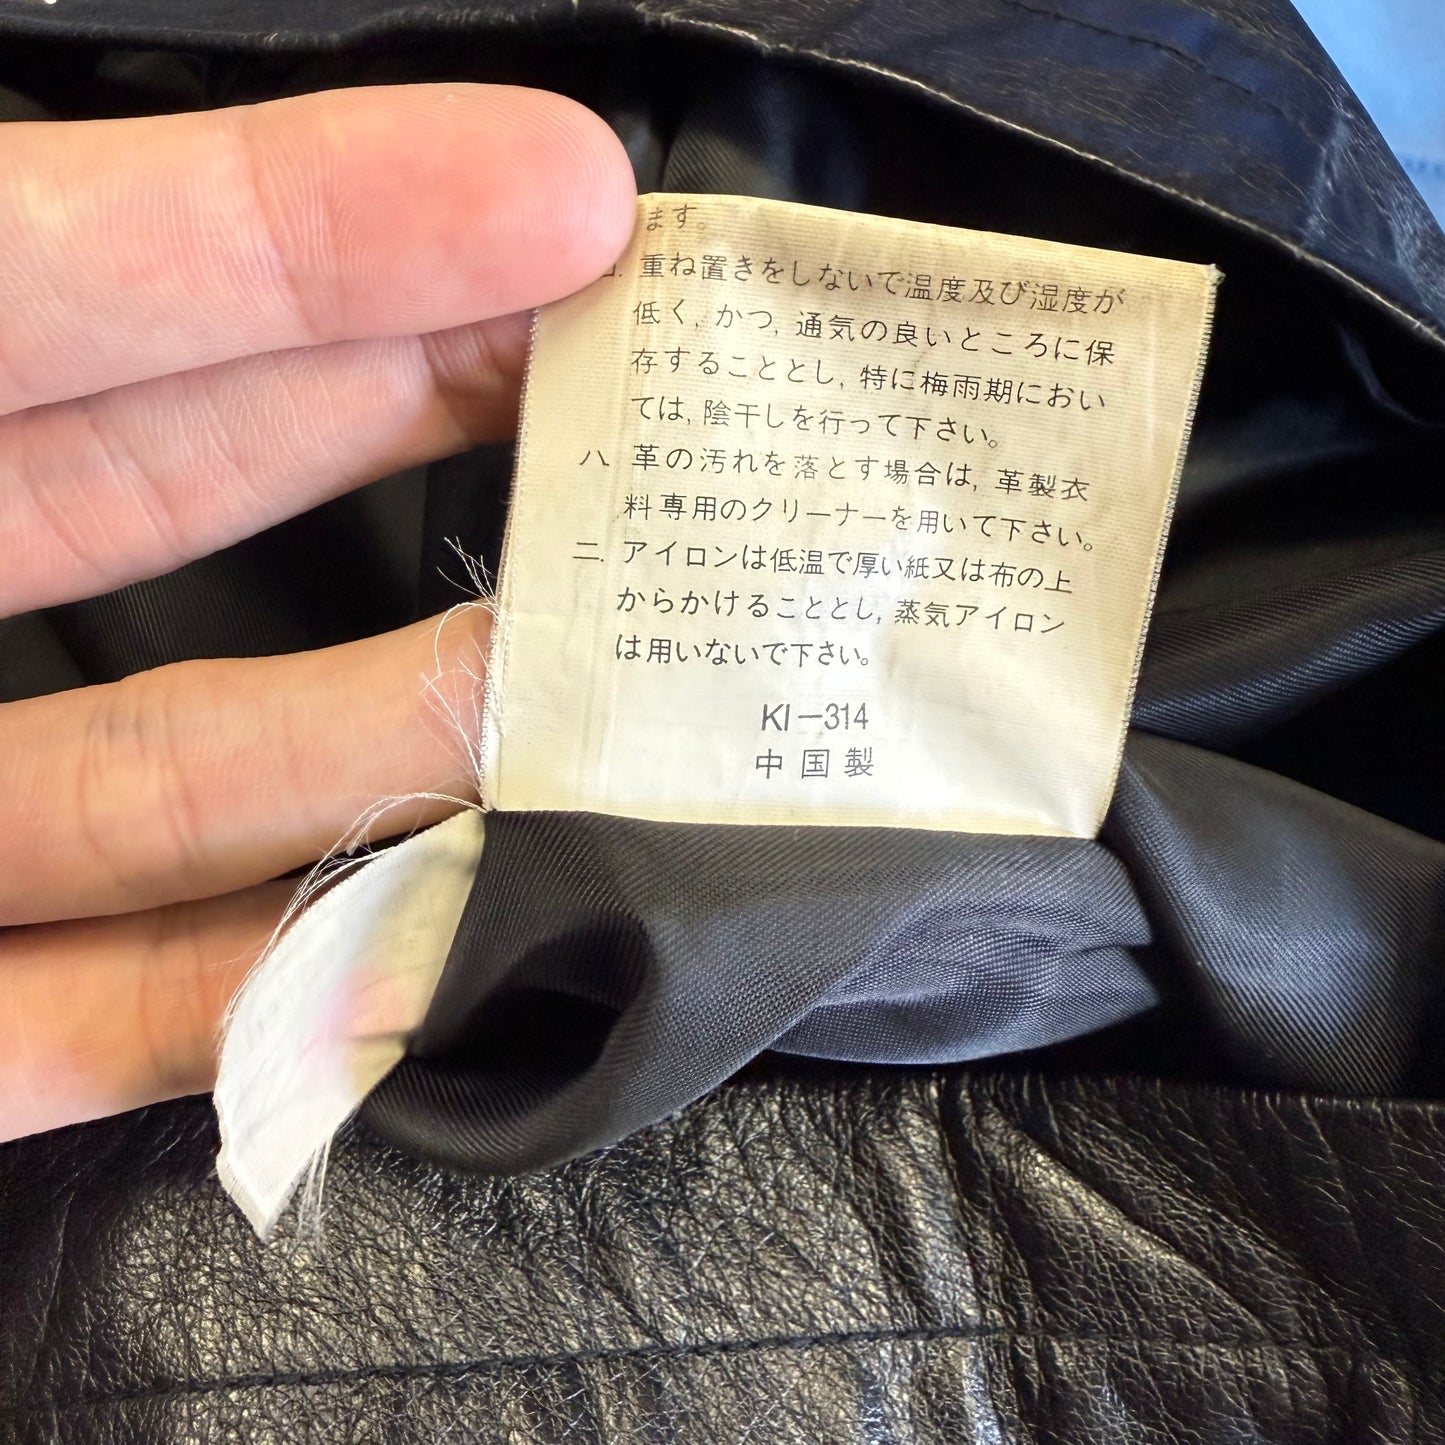 ます。
ロ. 重ね置きをしないで温度及び湿度が
低く, かつ, 通気の良いところに保
存することとし, 特に梅雨期におい
ては, 陰干しを行って下さい。
ハ 革の汚れを落とす場合は, 革製衣
料専用のクリーナーを用いて下さい。
ニ. アイロンは低温で厚い紙又は布の上
からかけることとし, 蒸気アイロン
は用いないで下さい。
KI－314
中国製